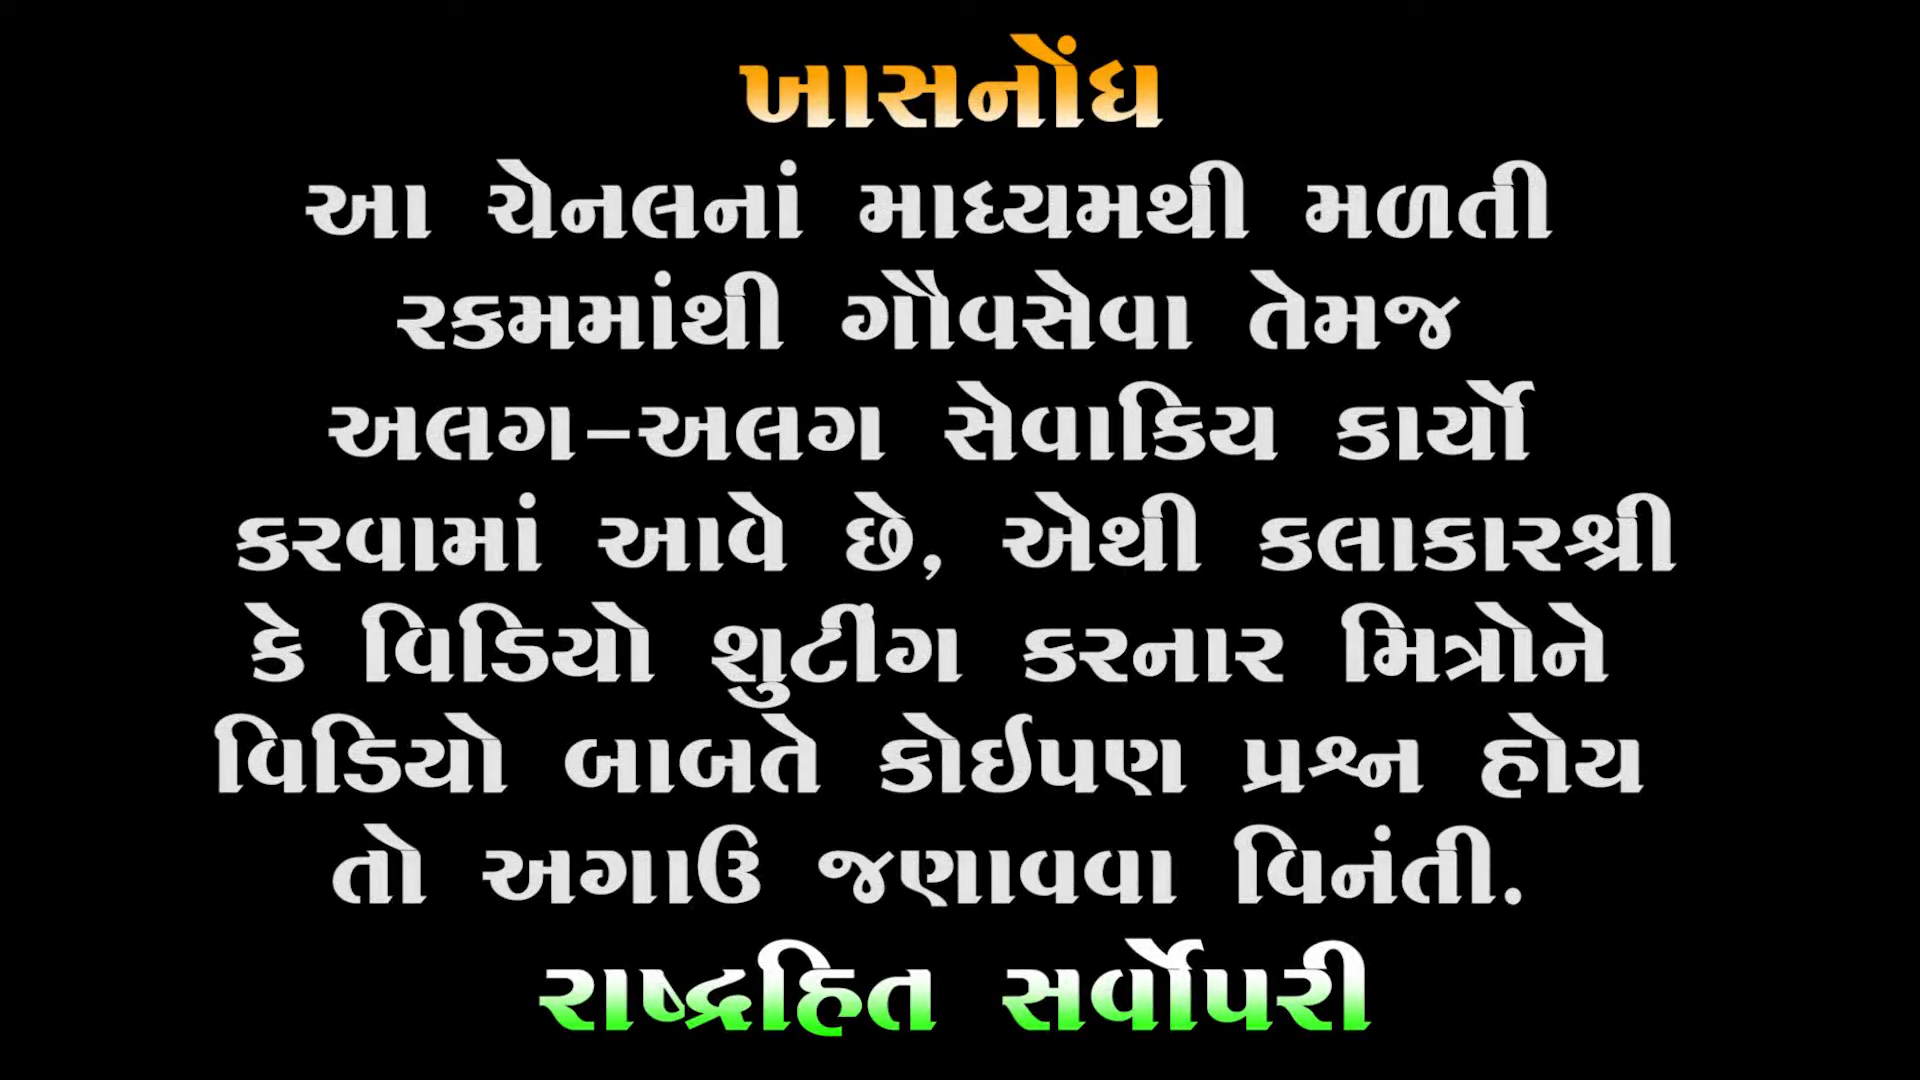 ખાસનોંધ
આ ચેનલનાં માધ્યમથી મળતી
રકમમાંથી ગૌવસેવા તેમજ
અલગ-અલગ સેવાકિય કાર્યો
કરવામાં આવે છે, એથી કલાકારશ્રી
કે વિડિયો શુટીંગ કરનાર મિત્રોને
વિડિયો બાબતે કોઈપણ પ્રશ્ન હોય
તો અગાઉ જણાવવા વિનંતી.
રાષ્ટ્રહિત સર્વોપરી